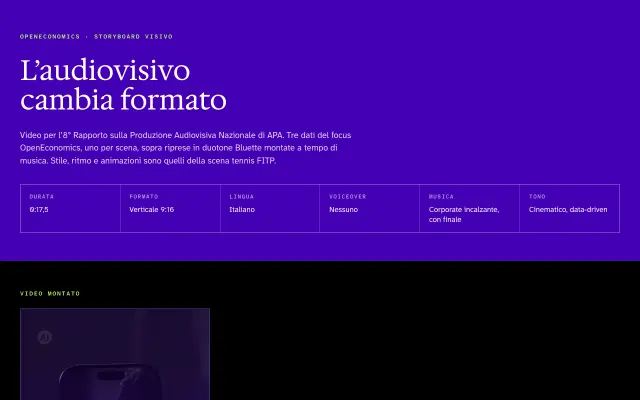 OPENECONOMICS · STORYBOARD VISIVO
L’audiovisivo
cambia formato
Video per l’8° Rapporto sulla Produzione Audiovisiva Nazionale di APA. Tre dati del focus
OpenEconomics, uno per scena, sopra riprese in duotone Bluette montate a tempo di
musica. Stile, ritmo e animazioni sono quelli della scena tennis FITP.
DURATA
0:17,5
FORMATO
Verticale 9:16
LINGUA
Italiano
VOICEOVER
Nessuno
MUSICA
Corporate incalzante,
con finale
TONO
Cinematico, data-driven
VIDEO MONTATO
AI